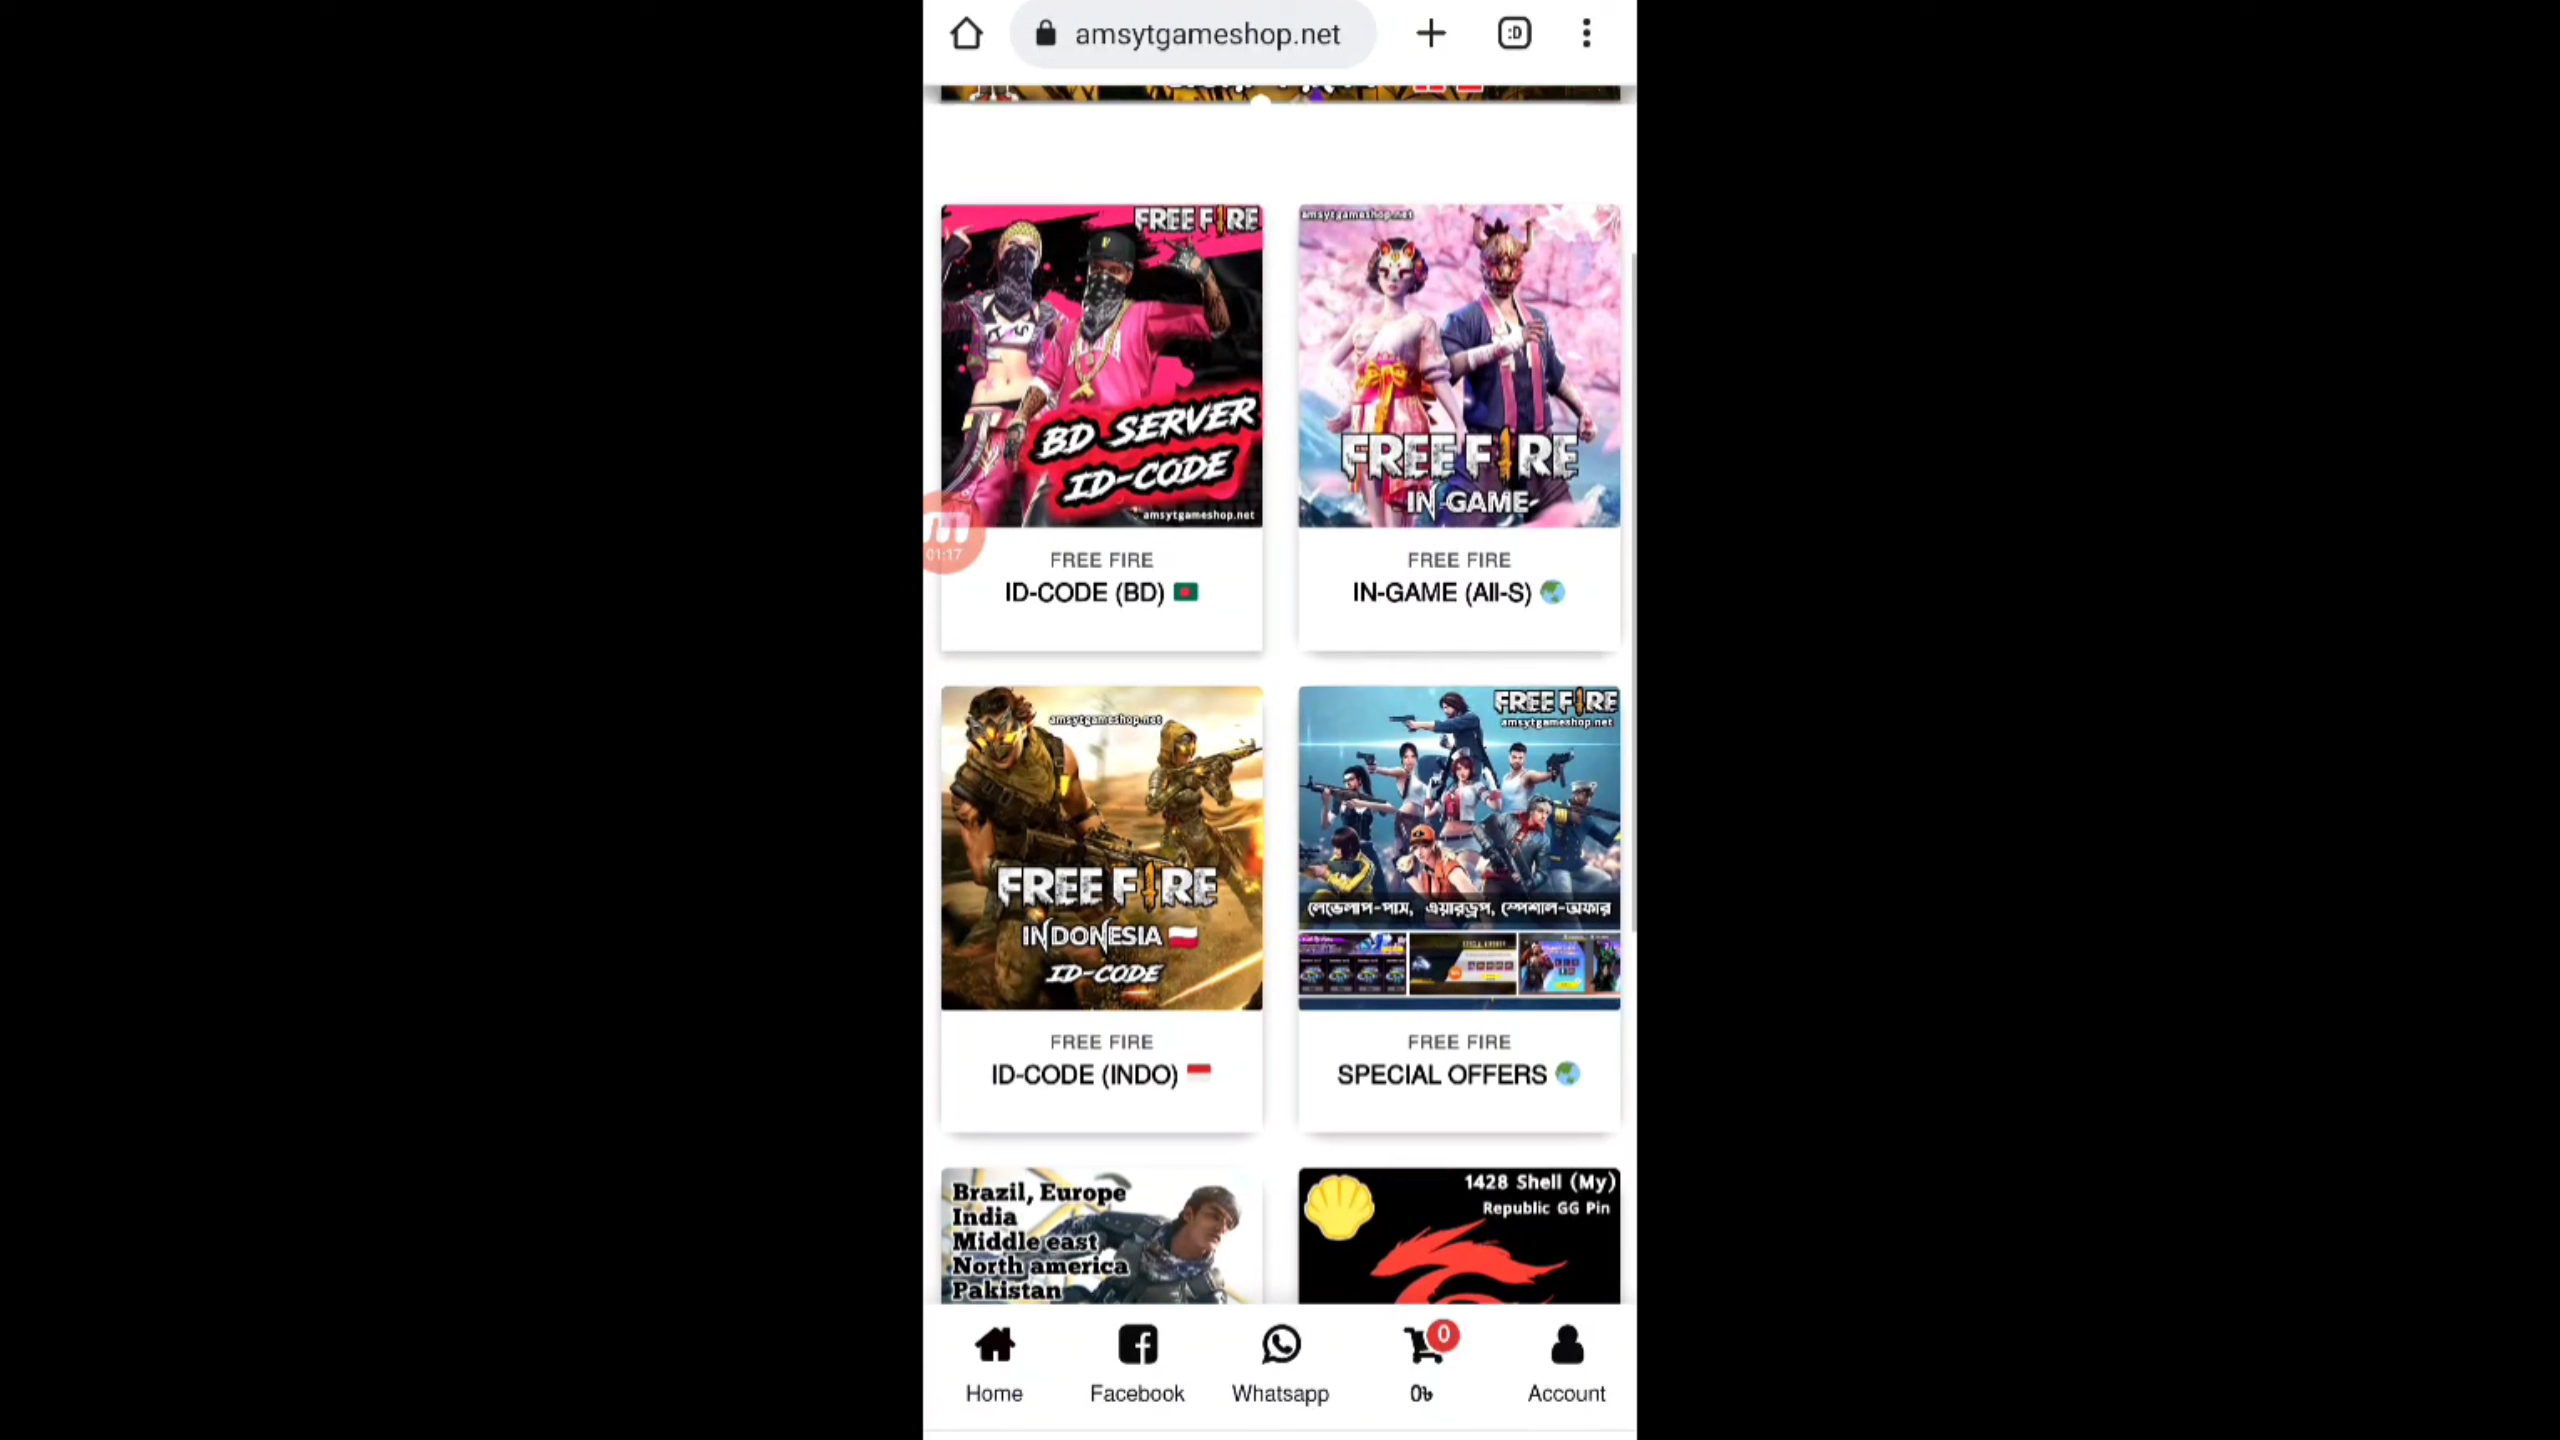 amsytgameshop.net
:D
FREE FIRE
BD SERVER
ID-CODE
amsytgameshop.net
FREE FIRE
ID-CODE (BD)
amsytgameshop.net
FREE FIRE
IN-GAME
FREE FIRE
IN-GAME (All-S)
01:17
amsytgameshop.net
FREE FIRE
INDONESIA
ID-CODE
FREE FIRE
ID-CODE (INDO)
FREE FIRE
amsytgameshop.net
লেভেলাপ-পাস, এয়ারড্রপ, স্পেশাল-অফার
FREE FIRE
SPECIAL OFFERS
Brazil, Europe
India
Middle east
North america
Pakistan
1428 Shell (My)
Republic GG Pin
0
Home
Facebook
Whatsapp
0৳
Account